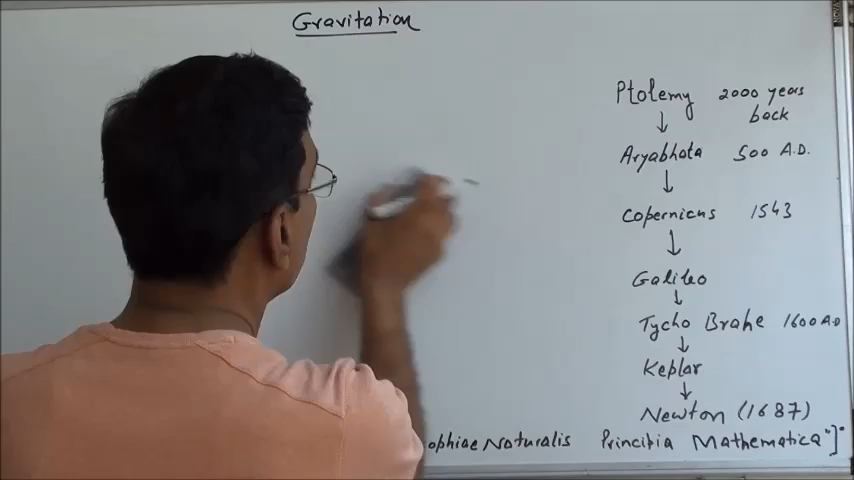 Gravitation
Ptolemy 2000 years
back
↓
Aryabhata 500 A.D.
↓
Copernicus 1543
↓
Galileo
↓
Tycho Brahe 1600 A.D
↓
Keplar
↓
Newton (1687)
ophiae Naturalis Principia Mathematica"]"